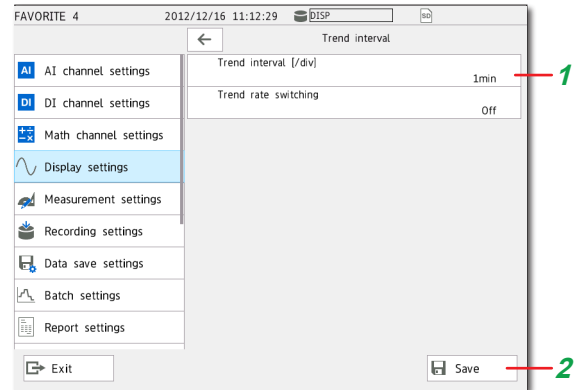 FAVORITE 4 2012/12/16 11:12:29 DISP SD
Trend interval
Trend interval [/div]
1min
1
Trend rate switching
Off
AI AI channel settings
DI DI channel settings
Math channel settings
Display settings
Measurement settings
Recording settings
Data save settings
Batch settings
Report settings
Exit
Save
2